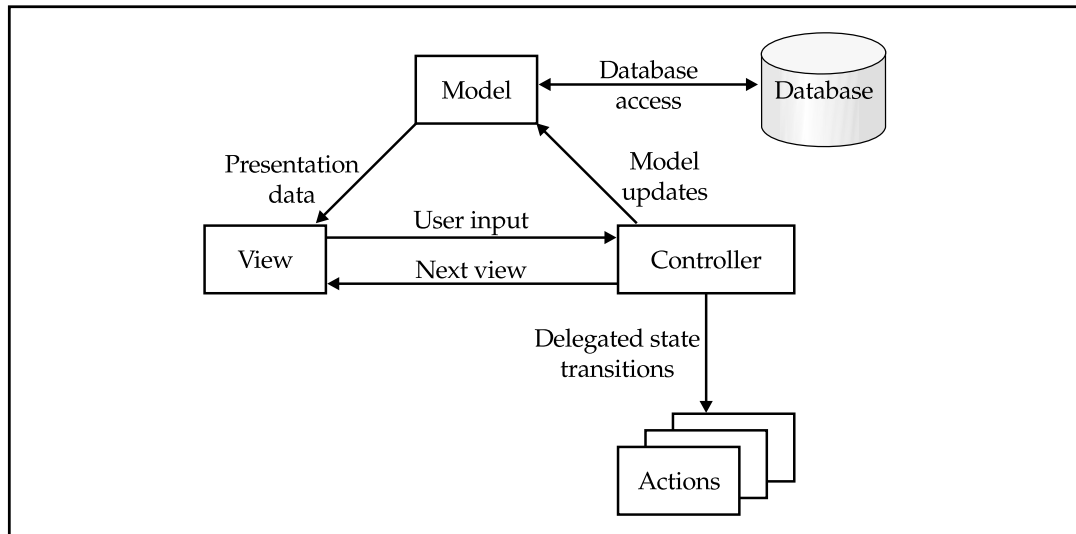 Model
Database
access
Database
Presentation
data
Model
updates
User input
View
Controller
Next view
Delegated state
transitions
Actions